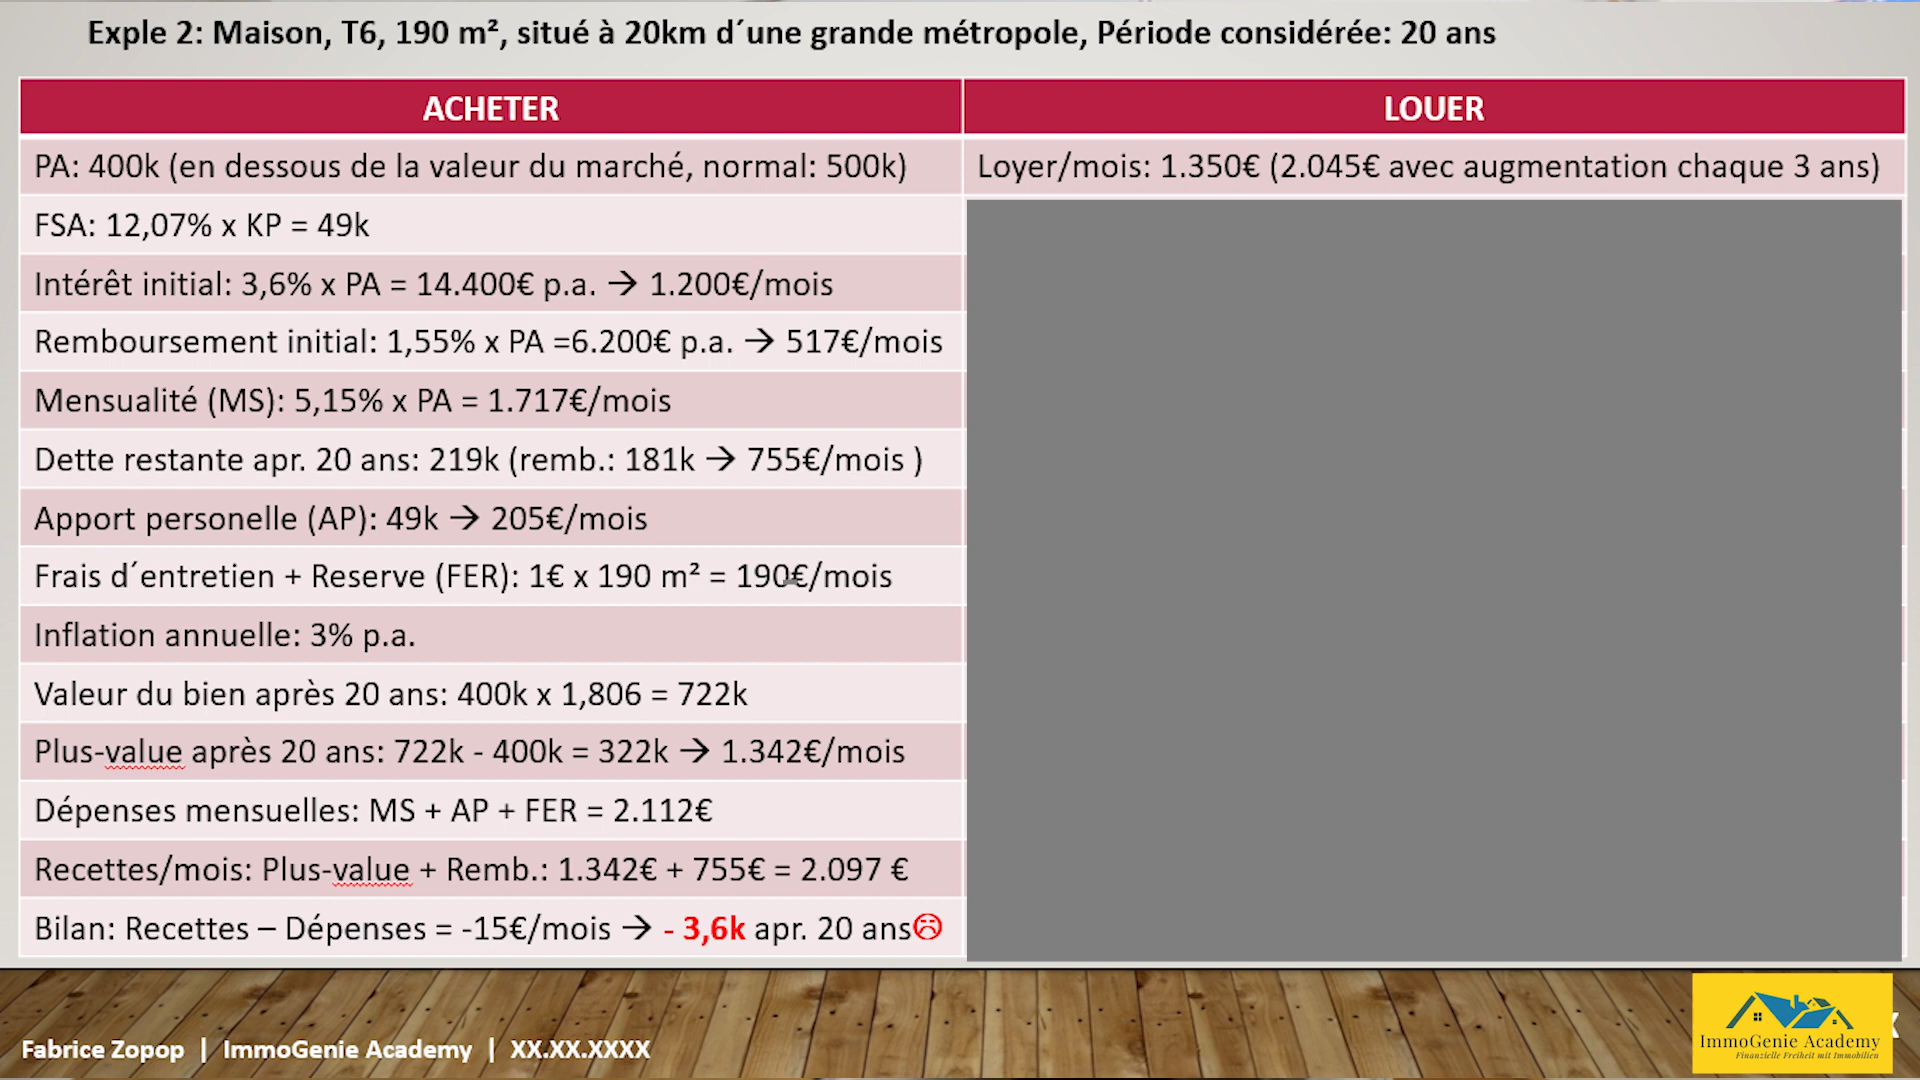 Exple 2: Maison, T6, 190 m², situé à 20km d´une grande métropole, Période considérée: 20 ans
ACHETER
LOUER
PA: 400k (en dessous de la valeur du marché, normal: 500k)
Loyer/mois: 1.350€ (2.045€ avec augmentation chaque 3 ans)
FSA: 12,07% x KP = 49k
Intérêt initial: 3,6% x PA = 14.400€ p.a. → 1.200€/mois
Remboursement initial: 1,55% x PA =6.200€ p.a. → 517€/mois
Mensualité (MS): 5,15% x PA = 1.717€/mois
Dette restante apr. 20 ans: 219k (remb.: 181k → 755€/mois )
Apport personelle (AP): 49k → 205€/mois
Frais d´entretien + Reserve (FER): 1€ x 190 m² = 190€/mois
Inflation annuelle: 3% p.a.
Valeur du bien après 20 ans: 400k x 1,806 = 722k
Plus-value après 20 ans: 722k - 400k = 322k → 1.342€/mois
Dépenses mensuelles: MS + AP + FER = 2.112€
Recettes/mois: Plus-value + Remb.: 1.342€ + 755€ = 2.097 €
Bilan: Recettes – Dépenses = -15€/mois → - 3,6k apr. 20 ans☹
Fabrice Zopop | ImmoGenie Academy | XX.XX.XXXX
ImmoGenie Academy
Finanzielle Freiheit mit Immobilien